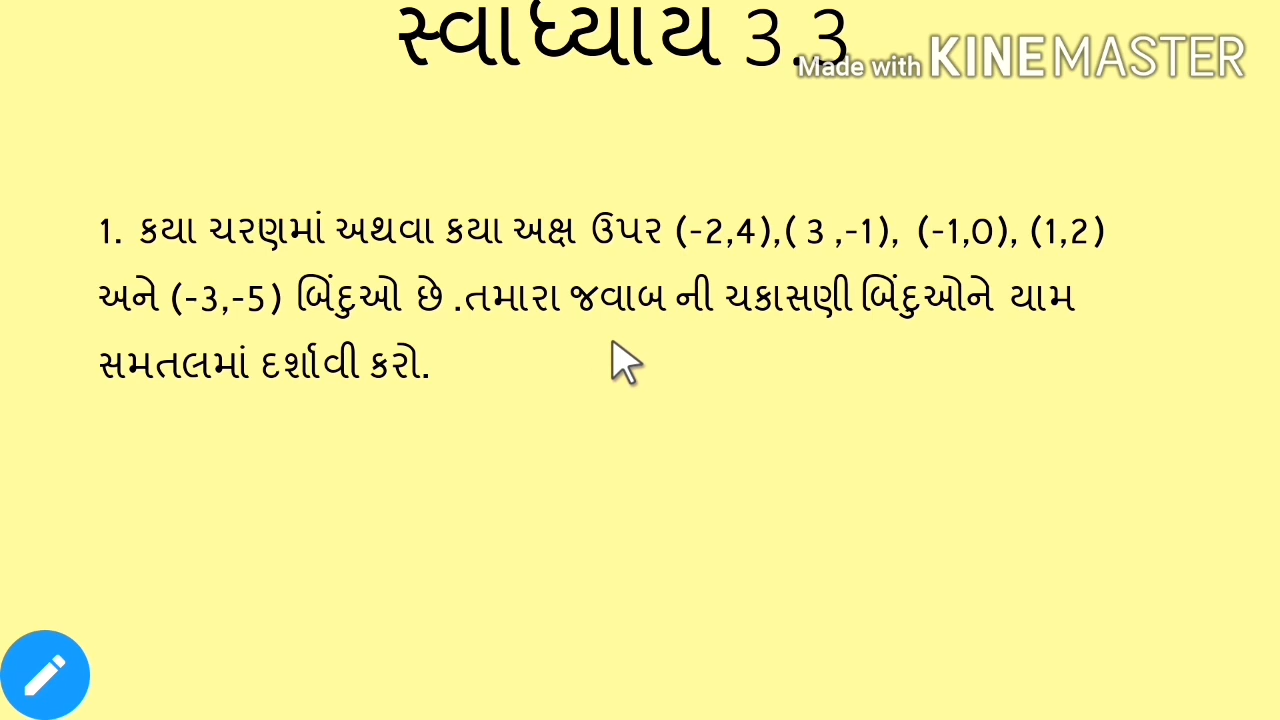 સ્વાધ્યાય 3.3
Made with KINEMASTER
1. કયા ચરણમાં અથવા કયા અક્ષ ઉપર (-2,4),( 3 ,-1), (-1,0), (1,2)
અને (-3,-5) બિંદુઓ છે .તમારા જવાબ ની ચકાસણી બિંદુઓને યામ
સમતલમાં દર્શાવી કરો.